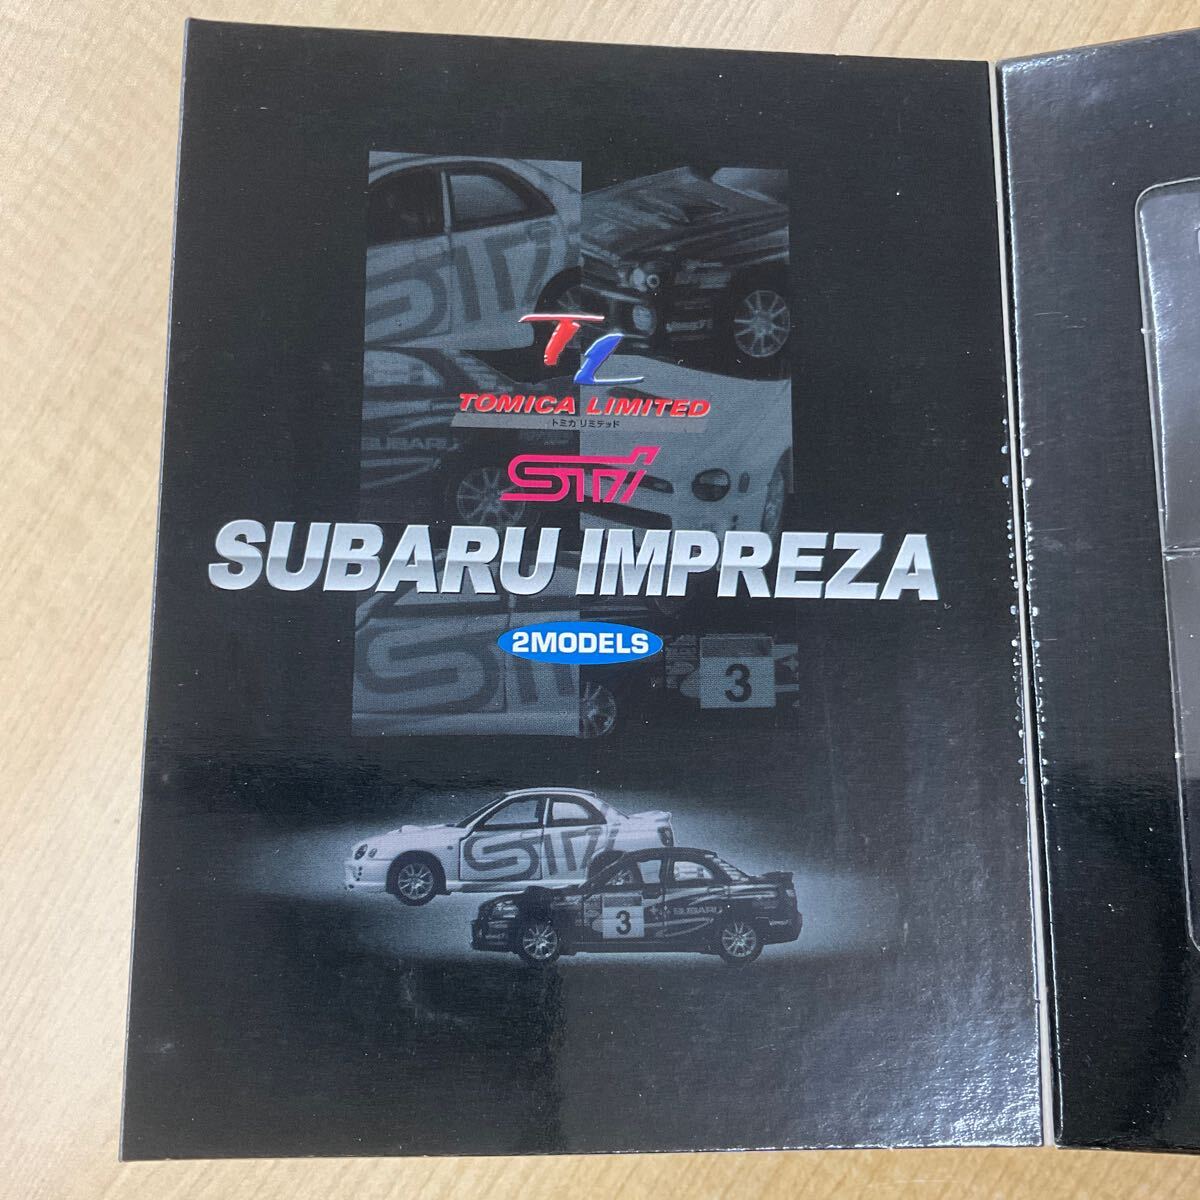 STI
SUBARU
TL
TOMICA LIMITED
トミカ リミテッド
STI
SUBARU IMPREZA
2MODELS
STI
3
STI
3
SUBARU